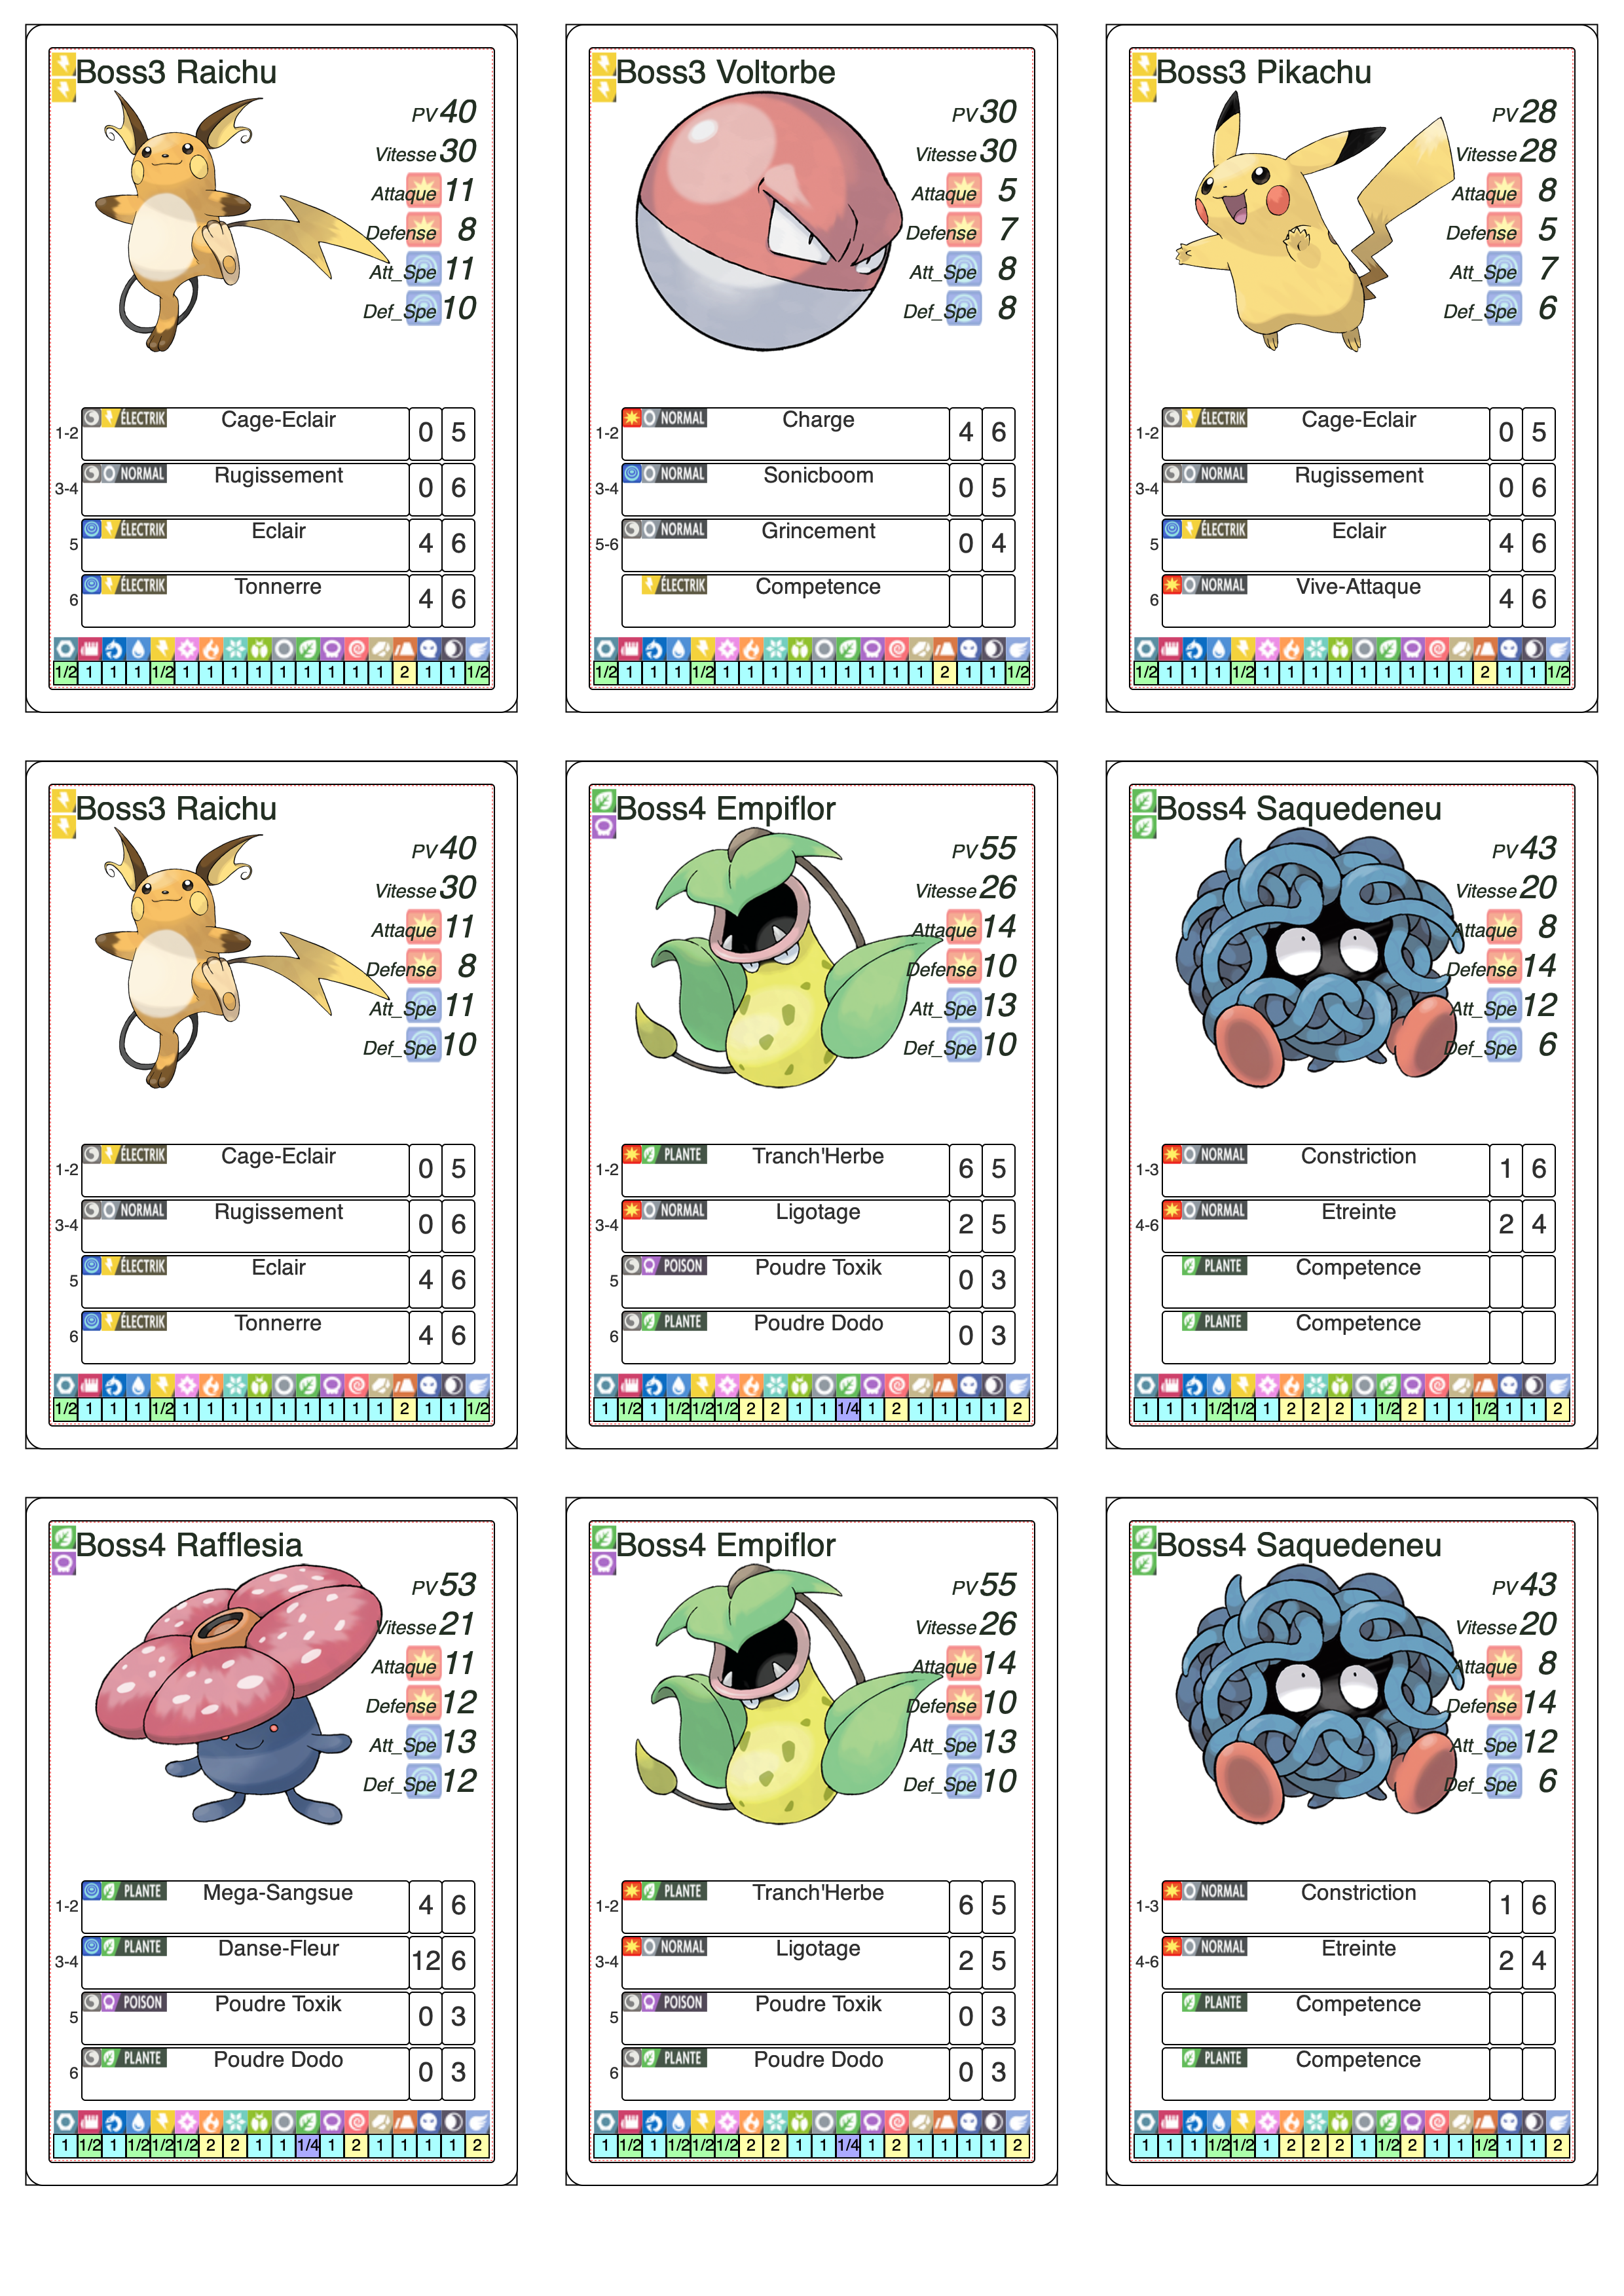 Boss3 Raichu
PV 40
Vitesse 30
Attaque 11
Defense 8
Att_Spe 11
Def_Spe 10
1-2 ÉLECTRIK Cage-Eclair 0 5
3-4 NORMAL Rugissement 0 6
5 ÉLECTRIK Eclair 4 6
6 ÉLECTRIK Tonnerre 4 6
1/2 1 1 1 1/2 1 1 1 1 1 1 1 1 1 2 1 1 1/2
Boss3 Voltorbe
PV 30
Vitesse 30
Attaque 5
Defense 7
Att_Spe 8
Def_Spe 8
1-2 NORMAL Charge 4 6
3-4 NORMAL Sonicboom 0 5
5-6 NORMAL Grincement 0 4
ÉLECTRIK Competence
1/2 1 1 1 1/2 1 1 1 1 1 1 1 1 1 2 1 1 1/2
Boss3 Pikachu
PV 28
Vitesse 28
Attaque 8
Defense 5
Att_Spe 7
Def_Spe 6
1-2 ÉLECTRIK Cage-Eclair 0 5
3-4 NORMAL Rugissement 0 6
5 ÉLECTRIK Eclair 4 6
6 NORMAL Vive-Attaque 4 6
1/2 1 1 1 1/2 1 1 1 1 1 1 1 1 1 2 1 1 1/2
Boss3 Raichu
PV 40
Vitesse 30
Attaque 11
Defense 8
Att_Spe 11
Def_Spe 10
1-2 ÉLECTRIK Cage-Eclair 0 5
3-4 NORMAL Rugissement 0 6
5 ÉLECTRIK Eclair 4 6
6 ÉLECTRIK Tonnerre 4 6
1/2 1 1 1 1/2 1 1 1 1 1 1 1 1 1 2 1 1 1/2
Boss4 Empiflor
PV 55
Vitesse 26
Attaque 14
Defense 10
Att_Spe 13
Def_Spe 10
1-2 PLANTE Tranch'Herbe 6 5
3-4 NORMAL Ligotage 2 5
5 POISON Poudre Toxik 0 3
6 PLANTE Poudre Dodo 0 3
1 1/2 1 1/2 1/2 1/2 2 2 1 1 1/4 1 2 1 1 1 1 2
Boss4 Saquedeneu
PV 43
Vitesse 20
Attaque 8
Defense 14
Att_Spe 12
Def_Spe 6
1-3 NORMAL Constriction 1 6
4-6 NORMAL Etreinte 2 4
PLANTE Competence
PLANTE Competence
1 1 1 1/2 1/2 1 2 2 2 1 1/2 2 1 1 1/2 1 1 2
Boss4 Rafflesia
PV 53
Vitesse 21
Attaque 11
Defense 12
Att_Spe 13
Def_Spe 12
1-2 PLANTE Mega-Sangsue 4 6
3-4 PLANTE Danse-Fleur 12 6
5 POISON Poudre Toxik 0 3
6 PLANTE Poudre Dodo 0 3
1 1/2 1 1/2 1/2 1/2 2 2 1 1 1/4 1 2 1 1 1 1 2
Boss4 Empiflor
PV 55
Vitesse 26
Attaque 14
Defense 10
Att_Spe 13
Def_Spe 10
1-2 PLANTE Tranch'Herbe 6 5
3-4 NORMAL Ligotage 2 5
5 POISON Poudre Toxik 0 3
6 PLANTE Poudre Dodo 0 3
1 1/2 1 1/2 1/2 1/2 2 2 1 1 1/4 1 2 1 1 1 1 2
Boss4 Saquedeneu
PV 43
Vitesse 20
Attaque 8
Defense 14
Att_Spe 12
Def_Spe 6
1-3 NORMAL Constriction 1 6
4-6 NORMAL Etreinte 2 4
PLANTE Competence
PLANTE Competence
1 1 1 1/2 1/2 1 2 2 2 1 1/2 2 1 1 1/2 1 1 2